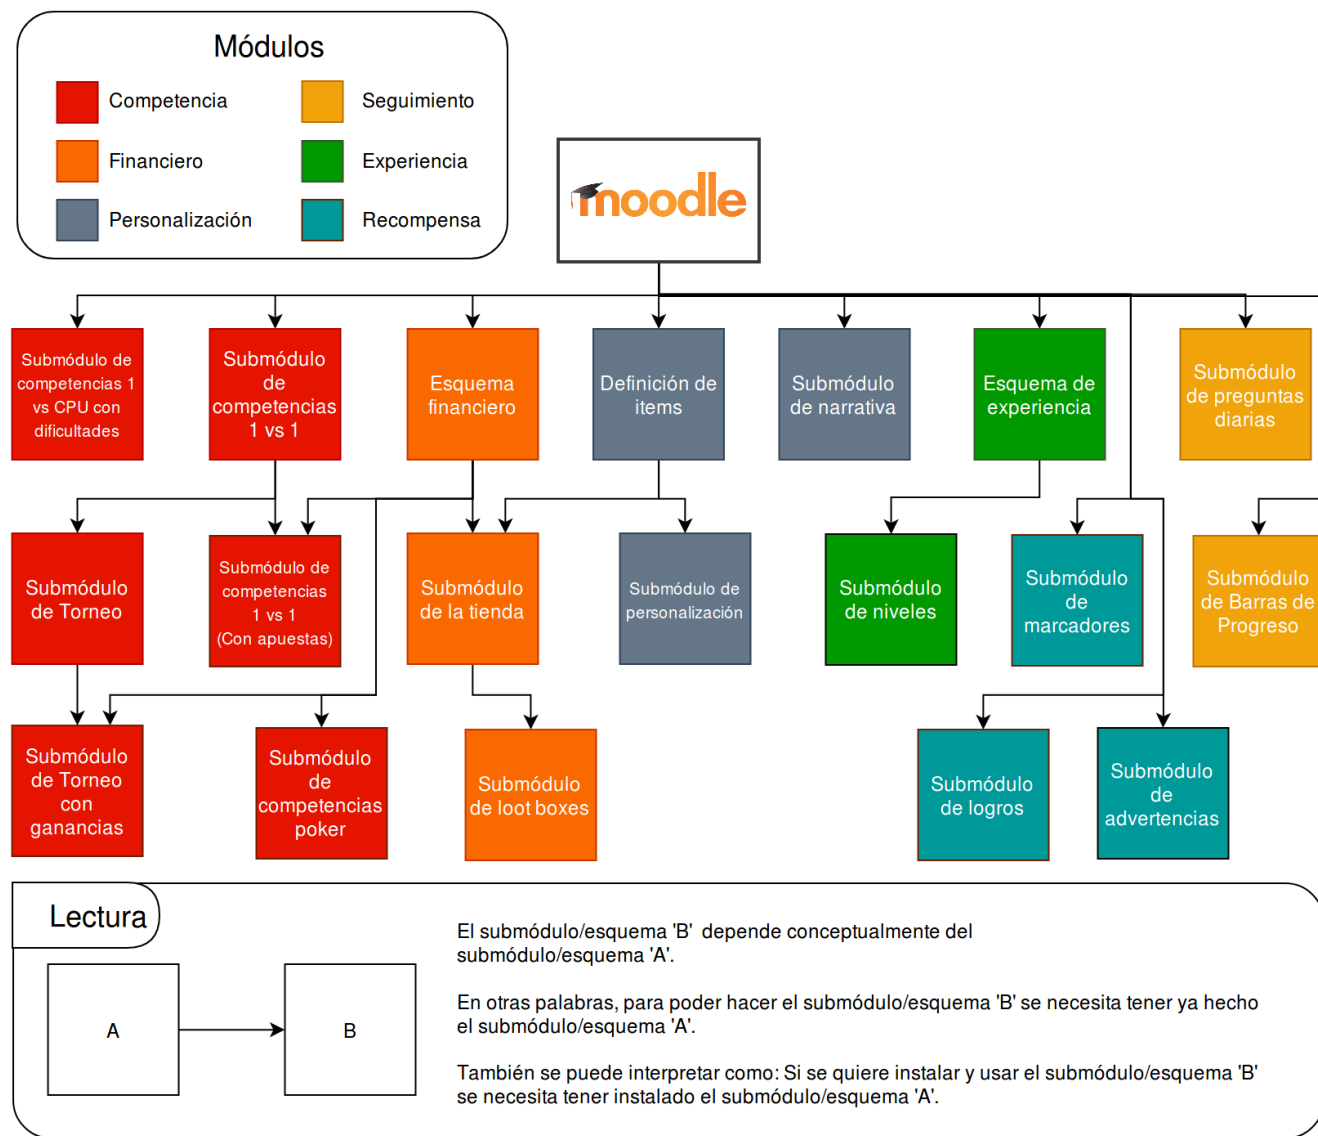 Módulos
Competencia
Seguimiento
Financiero
Experiencia
Personalización
Recompensa
moodle
Submódulo de
competencias 1
vs CPU con
dificultades
Submódulo
de
competencias
1 vs 1
Esquema
financiero
Definición de
items
Submódulo
de narrativa
Esquema de
experiencia
Submódulo
de preguntas
diarias
Submódulo
de Torneo
Submódulo de
competencias
1 vs 1
(Con apuestas)
Submódulo
de la tienda
Submódulo de
personalización
Submódulo
de niveles
Submódulo
de
marcadores
Submódulo
de Barras de
Progreso
Submódulo
de Torneo
con
ganancias
Submódulo
de
competencias
poker
Submódulo
de loot boxes
Submódulo
de logros
Submódulo
de
advertencias
Lectura
A
B
El submódulo/esquema 'B' depende conceptualmente del
submódulo/esquema 'A'.
En otras palabras, para poder hacer el submódulo/esquema 'B' se necesita tener ya hecho
el submódulo/esquema 'A'.
También se puede interpretar como: Si se quiere instalar y usar el submódulo/esquema 'B'
se necesita tener instalado el submódulo/esquema 'A'.